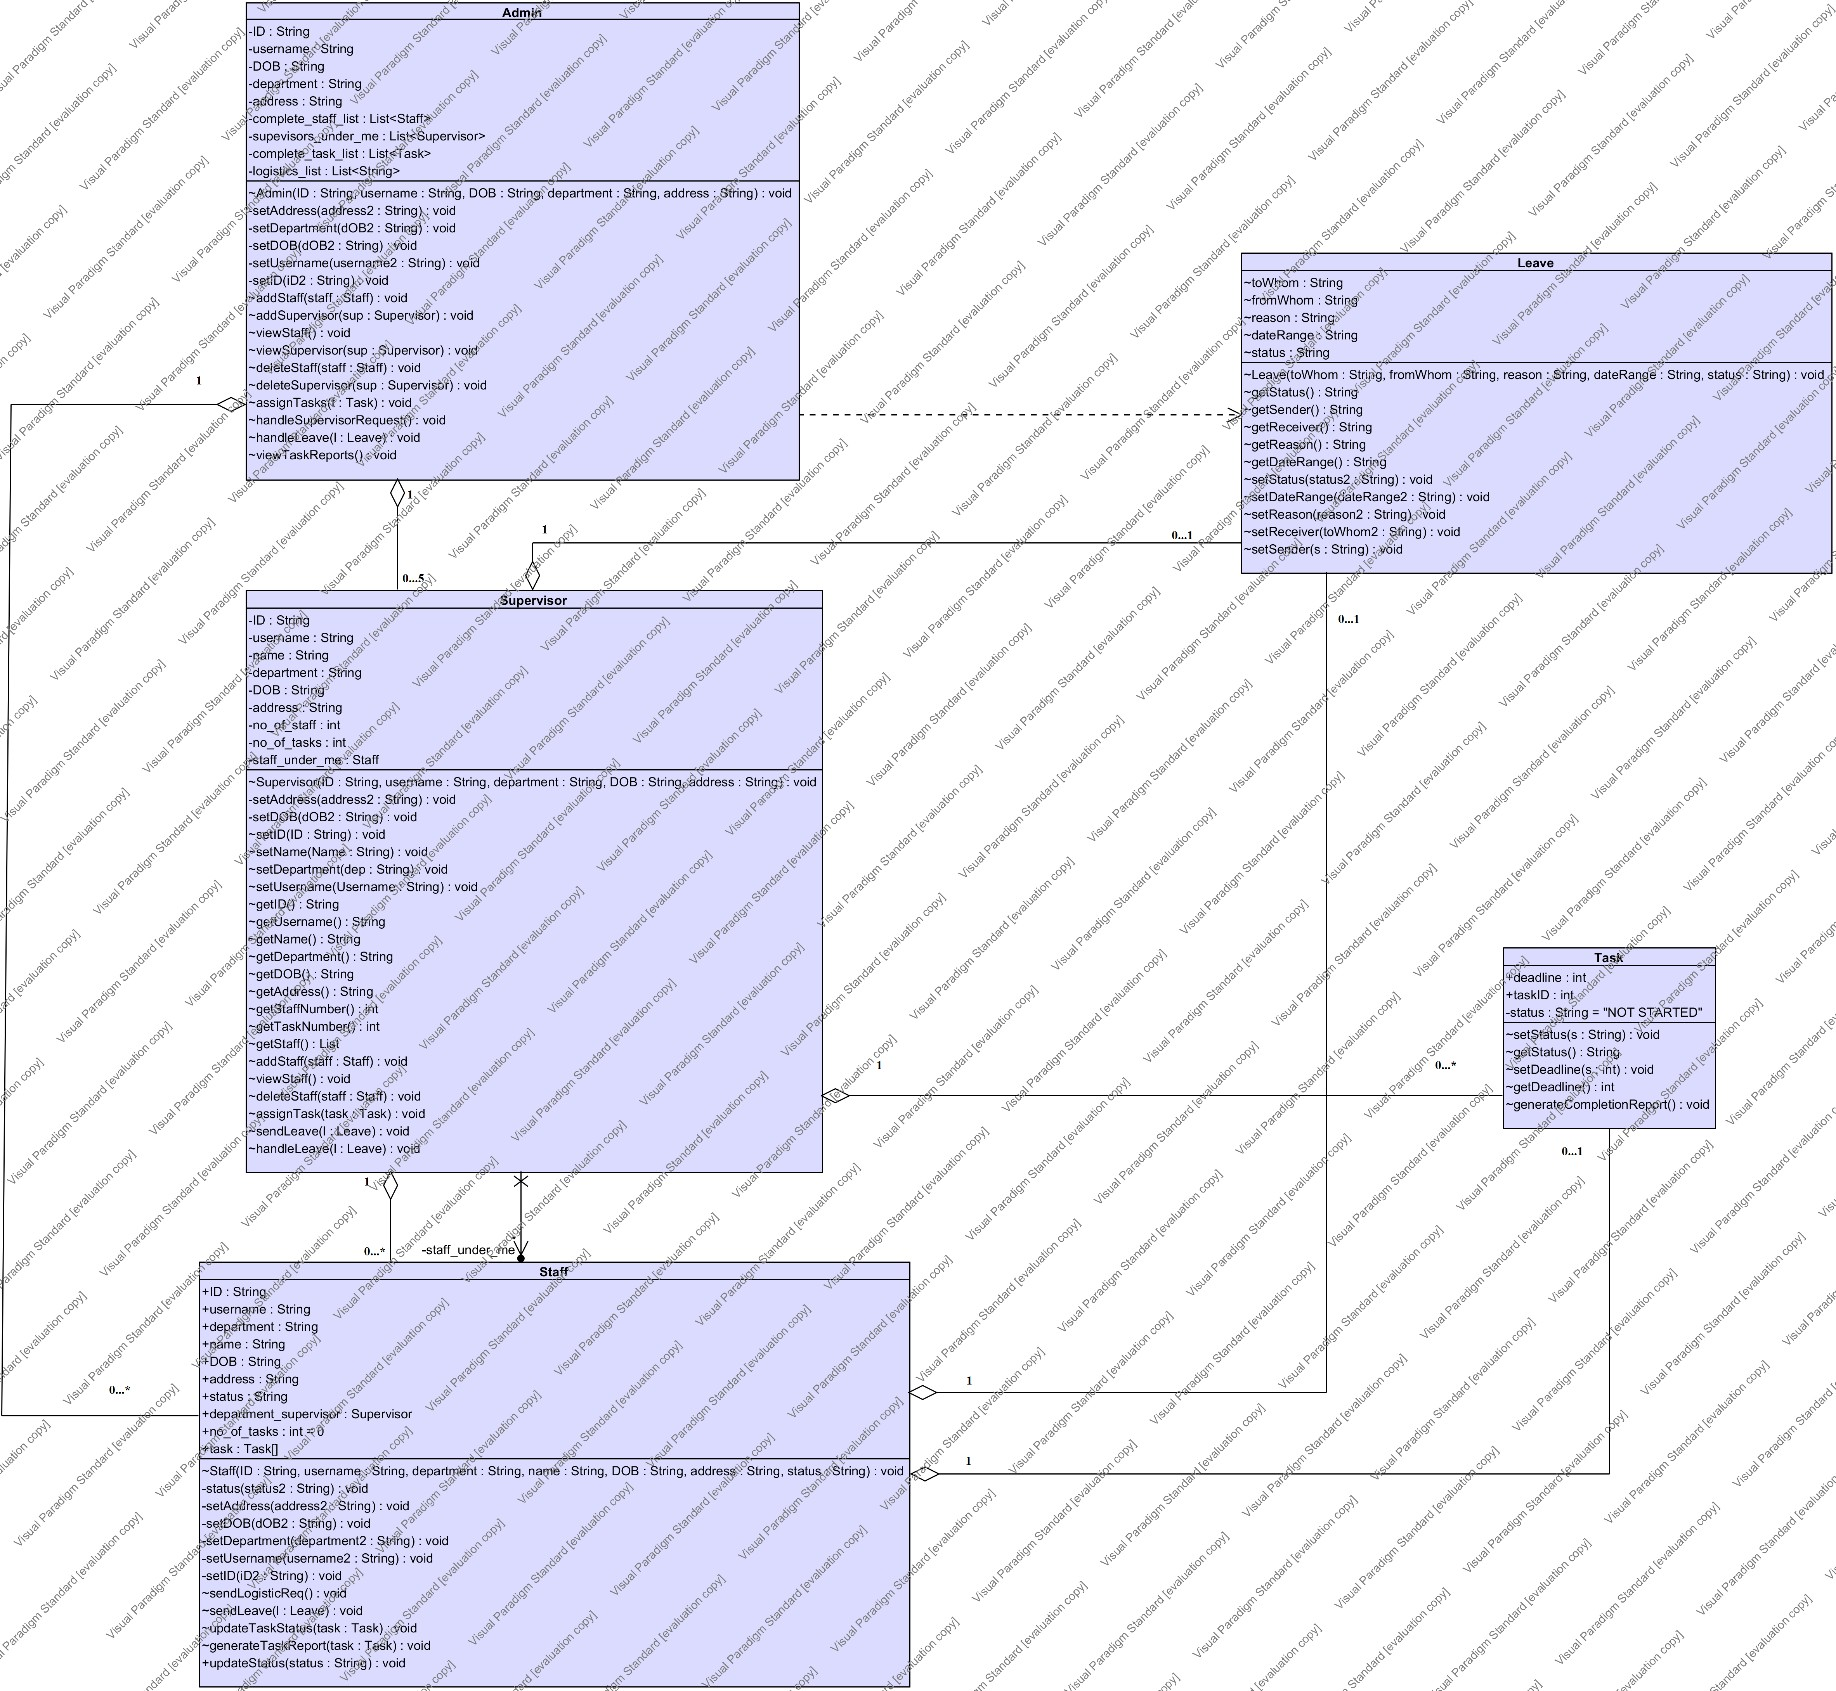 Admin
-ID : String
-username : String
-DOB : String
-department : String
-address : String
-complete_staff_list : List<Staff>
-supevisors_under_me : List<Supervisor>
-complete_task_list : List<Task>
-logistics_list : List<String>
~Admin(ID : String, username : String, DOB : String, department : String, address : String) : void
-setAddress(address2 : String) : void
-setDepartment(dOB2 : String) : void
-setDOB(dOB2 : String) : void
-setUsername(username2 : String) : void
-setID(iD2 : String) : void
~addStaff(staff : Staff) : void
~addSupervisor(sup : Supervisor) : void
~viewStaff() : void
~viewSupervisor(sup : Supervisor) : void
~deleteStaff(staff : Staff) : void
~deleteSupervisor(sup : Supervisor) : void
~assignTasks(t : Task) : void
~handleSupervisorRequest() : void
~handleLeave(l : Leave) : void
~viewTaskReports() : void
Leave
~toWhom : String
~fromWhom : String
~reason : String
~dateRange : String
~status : String
~Leave(toWhom : String, fromWhom : String, reason : String, dateRange : String, status : String) : void
~getStatus() : String
~getSender() : String
~getReceiver() : String
~getReason() : String
~getDateRange() : String
~setStatus(status2 : String) : void
~setDateRange(dateRange2 : String) : void
~setReason(reason2 : String) : void
~setReceiver(toWhom2 : String) : void
~setSender(s : String) : void
1
1
0...5
1
0...1
0...1
Supervisor
-ID : String
-username : String
-name : String
-department : String
-DOB : String
-address : String
-no_of_staff : int
-no_of_tasks : int
-staff_under_me : Staff
~Supervisor(ID : String, username : String, department : String, DOB : String, address : String) : void
-setAddress(address2 : String) : void
-setDOB(dOB2 : String) : void
~setID(ID : String) : void
~setName(Name : String) : void
~setDepartment(dep : String) : void
~setUsername(Username : String) : void
~getID() : String
~getUsername() : String
~getName() : String
~getDepartment() : String
~getDOB() : String
~getAddress() : String
~getStaffNumber() : int
~getTaskNumber() : int
~getStaff() : List
~addStaff(staff : Staff) : void
~viewStaff() : void
~deleteStaff(staff : Staff) : void
~assignTask(task : Task) : void
~sendLeave(l : Leave) : void
~handleLeave(l : Leave) : void
Task
+deadline : int
+taskID : int
-status : String = "NOT STARTED"
~setStatus(s : String) : void
~getStatus() : String
~setDeadline(s : int) : void
~getDeadline() : int
~generateCompletionReport() : void
1
0...*
0...1
1
0...*
-staff_under_me
0...*
Staff
+ID : String
+username : String
+department : String
+name : String
+DOB : String
+address : String
+status : String
+department_supervisor : Supervisor
+no_of_tasks : int = 0
+task : Task[]
~Staff(ID : String, username : String, department : String, name : String, DOB : String, address : String, status : String) : void
-status(status2 : String) : void
-setAddress(address2 : String) : void
-setDOB(dOB2 : String) : void
-setDepartment(department2 : String) : void
-setUsername(username2 : String) : void
-setID(iD2 : String) : void
~sendLogisticReq() : void
~sendLeave(l : Leave) : void
~updateTaskStatus(task : Task) : void
~generateTaskReport(task : Task) : void
+updateStatus(status : String) : void
1
1
Visual Paradigm Standard [evaluation copy]